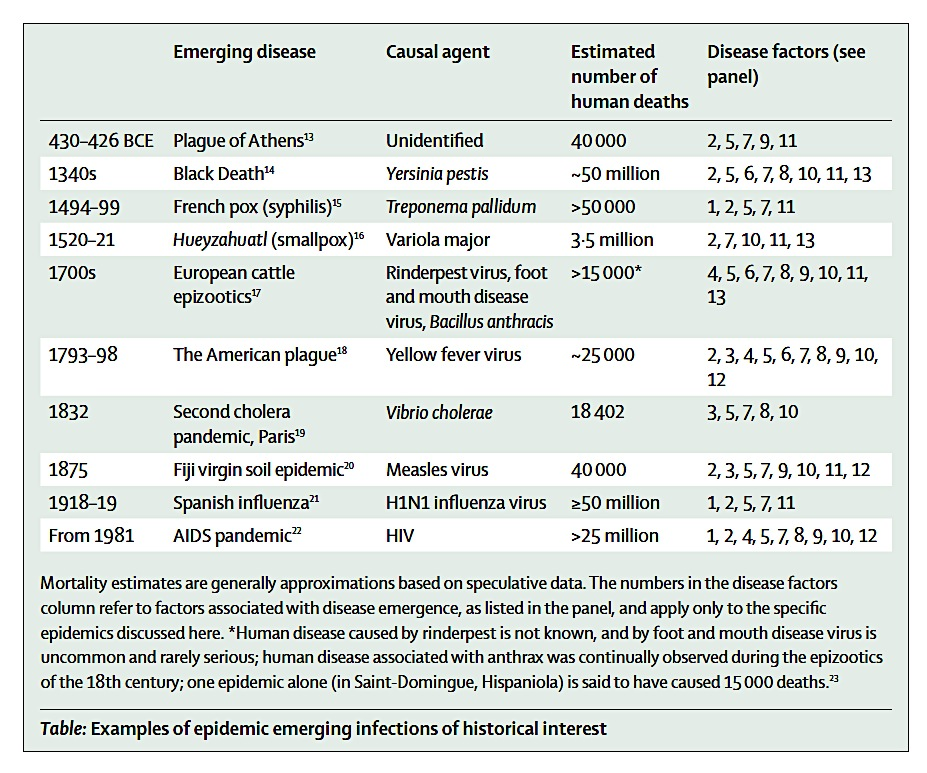 Emerging disease Causal agent Estimated number of human deaths Disease factors (see panel)
430–426 BCE Plague of Athens¹³ Unidentified 40 000 2, 5, 7, 9, 11
1340s Black Death¹⁴ Yersinia pestis ~50 million 2, 5, 6, 7, 8, 10, 11, 13
1494–99 French pox (syphilis)¹⁵ Treponema pallidum >50 000 1, 2, 5, 7, 11
1520–21 Hueyzahuatl (smallpox)¹⁶ Variola major 3·5 million 2, 7, 10, 11, 13
1700s European cattle epizootics¹⁷ Rinderpest virus, foot and mouth disease virus, Bacillus anthracis >15 000* 4, 5, 6, 7, 8, 9, 10, 11, 13
1793–98 The American plague¹⁸ Yellow fever virus ~25 000 2, 3, 4, 5, 6, 7, 8, 9, 10, 12
1832 Second cholera pandemic, Paris¹⁹ Vibrio cholerae 18 402 3, 5, 7, 8, 10
1875 Fiji virgin soil epidemic²⁰ Measles virus 40 000 2, 3, 5, 7, 9, 10, 11, 12
1918–19 Spanish influenza²¹ H1N1 influenza virus ≥50 million 1, 2, 5, 7, 11
From 1981 AIDS pandemic²² HIV >25 million 1, 2, 4, 5, 7, 8, 9, 10, 12
Mortality estimates are generally approximations based on speculative data. The numbers in the disease factors
column refer to factors associated with disease emergence, as listed in the panel, and apply only to the specific
epidemics discussed here. *Human disease caused by rinderpest is not known, and by foot and mouth disease virus is
uncommon and rarely serious; human disease associated with anthrax was continually observed during the epizootics
of the 18th century; one epidemic alone (in Saint-Domingue, Hispaniola) is said to have caused 15 000 deaths.²³
Table: Examples of epidemic emerging infections of historical interest